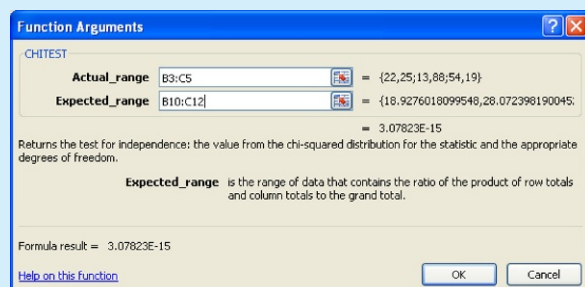 Function Arguments
CHITEST
Actual_range B3:C5 = {22,25;13,88;54,19}
Expected_range B10:C12 = {18.9276018099548,28.072398190045
= 3.07823E-15
Returns the test for independence: the value from the chi-squared distribution for the statistic and the appropriate
degrees of freedom.
Expected_range is the range of data that contains the ratio of the product of row totals
and column totals to the grand total.
Formula result = 3.07823E-15
Help on this function
OK Cancel